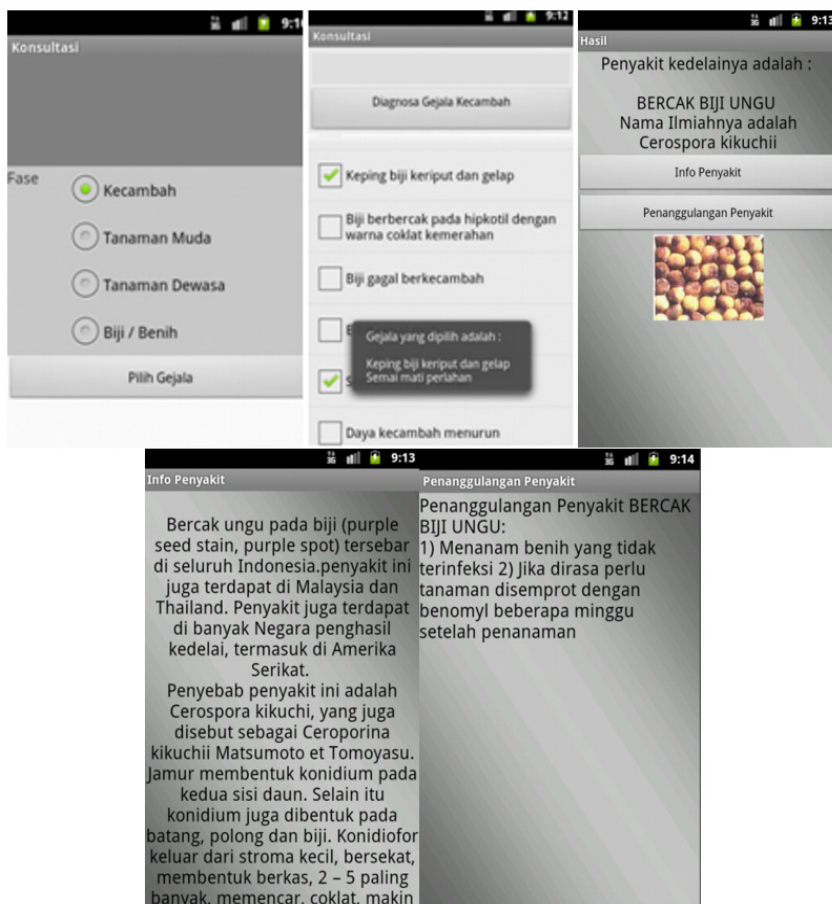 9:10
Konsultasi
Fase
Kecambah
Tanaman Muda
Tanaman Dewasa
Biji / Benih
Pilih Gejala
9:12
Konsultasi
Diagnosa Gejala Kecambah
Keping biji keriput dan gelap
Biji berbercak pada hipkotil dengan
warna coklat kemerahan
Biji gagal berkecambah
Gejala yang dipilih adalah :
Keping biji keriput dan gelap
Semai mati perlahan
Daya kecambah menurun
3G 9:13
Hasil
Penyakit kedelainya adalah :
BERCAK BIJI UNGU
Nama Ilmiahnya adalah
Cerospora kikuchii
Info Penyakit
Penanggulangan Penyakit
3G 9:13
Info Penyakit
Bercak ungu pada biji (purple
seed stain, purple spot) tersebar
di seluruh Indonesia.penyakit ini
juga terdapat di Malaysia dan
Thailand. Penyakit juga terdapat
di banyak Negara penghasil
kedelai, termasuk di Amerika
Serikat.
Penyebab penyakit ini adalah
Cerospora kikuchi, yang juga
disebut sebagai Ceroporina
kikuchii Matsumoto et Tomoyasu.
Jamur membentuk konidium pada
kedua sisi daun. Selain itu
konidium juga dibentuk pada
batang, polong dan biji. Konidiofor
keluar dari stroma kecil, bersekat,
membentuk berkas, 2 – 5 paling
banyak, memencar, coklat, makin
3G 9:14
Penanggulangan Penyakit
Penanggulangan Penyakit BERCAK
BIJI UNGU:
1) Menanam benih yang tidak
terinfeksi 2) Jika dirasa perlu
tanaman disemprot dengan
benomyl beberapa minggu
setelah penanaman